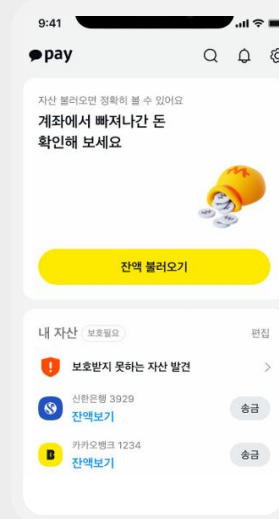 9:41
pay
자산 불러오면 정확히 볼 수 있어요
계좌에서 빠져나간 돈
확인해 보세요
잔액 불러오기
내 자산 보호필요 편집
보호받지 못하는 자산 발견
신한은행 3929
잔액보기
송금
카카오뱅크 1234
잔액보기
송금